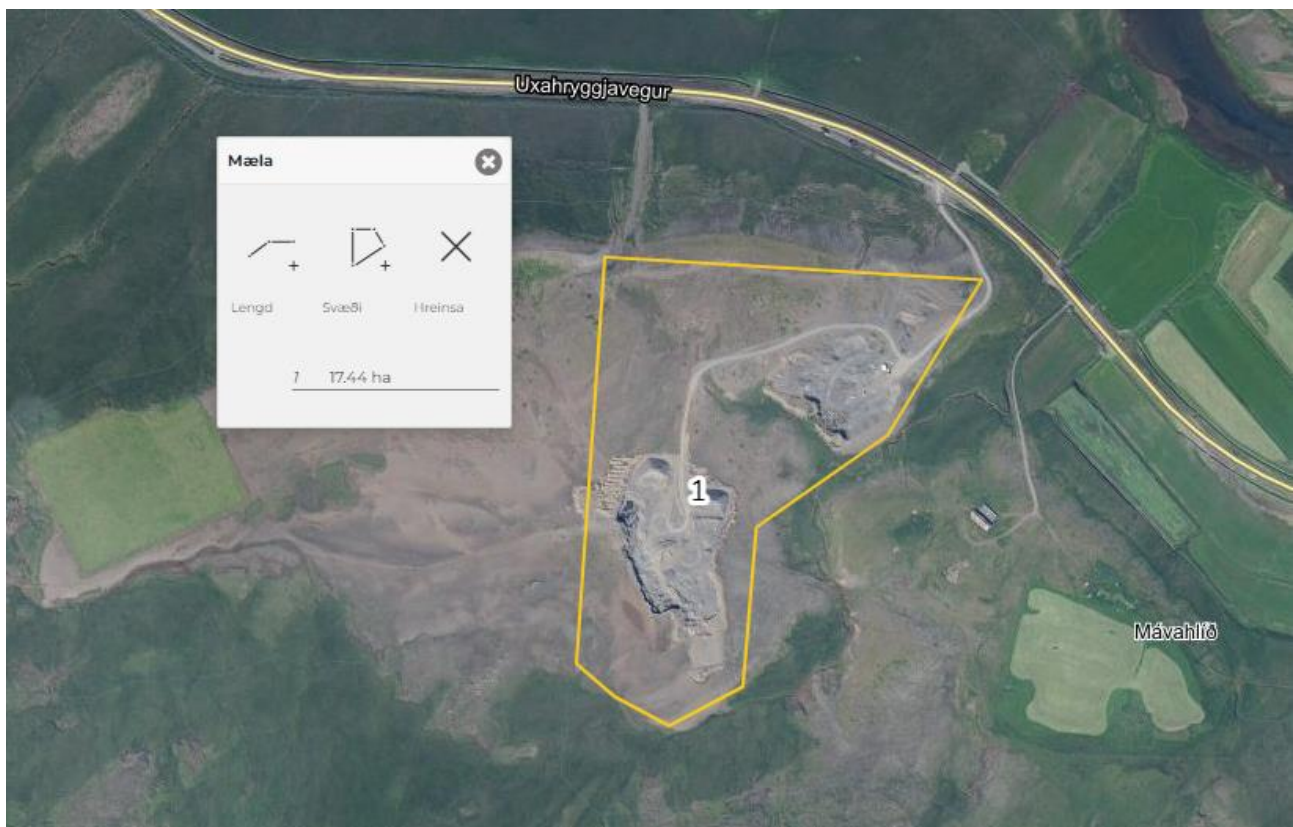 Uxahryggjavegur
Mæla
Lengd Svæði Hreinsa
1 17.44 ha
1
Mávahlíð